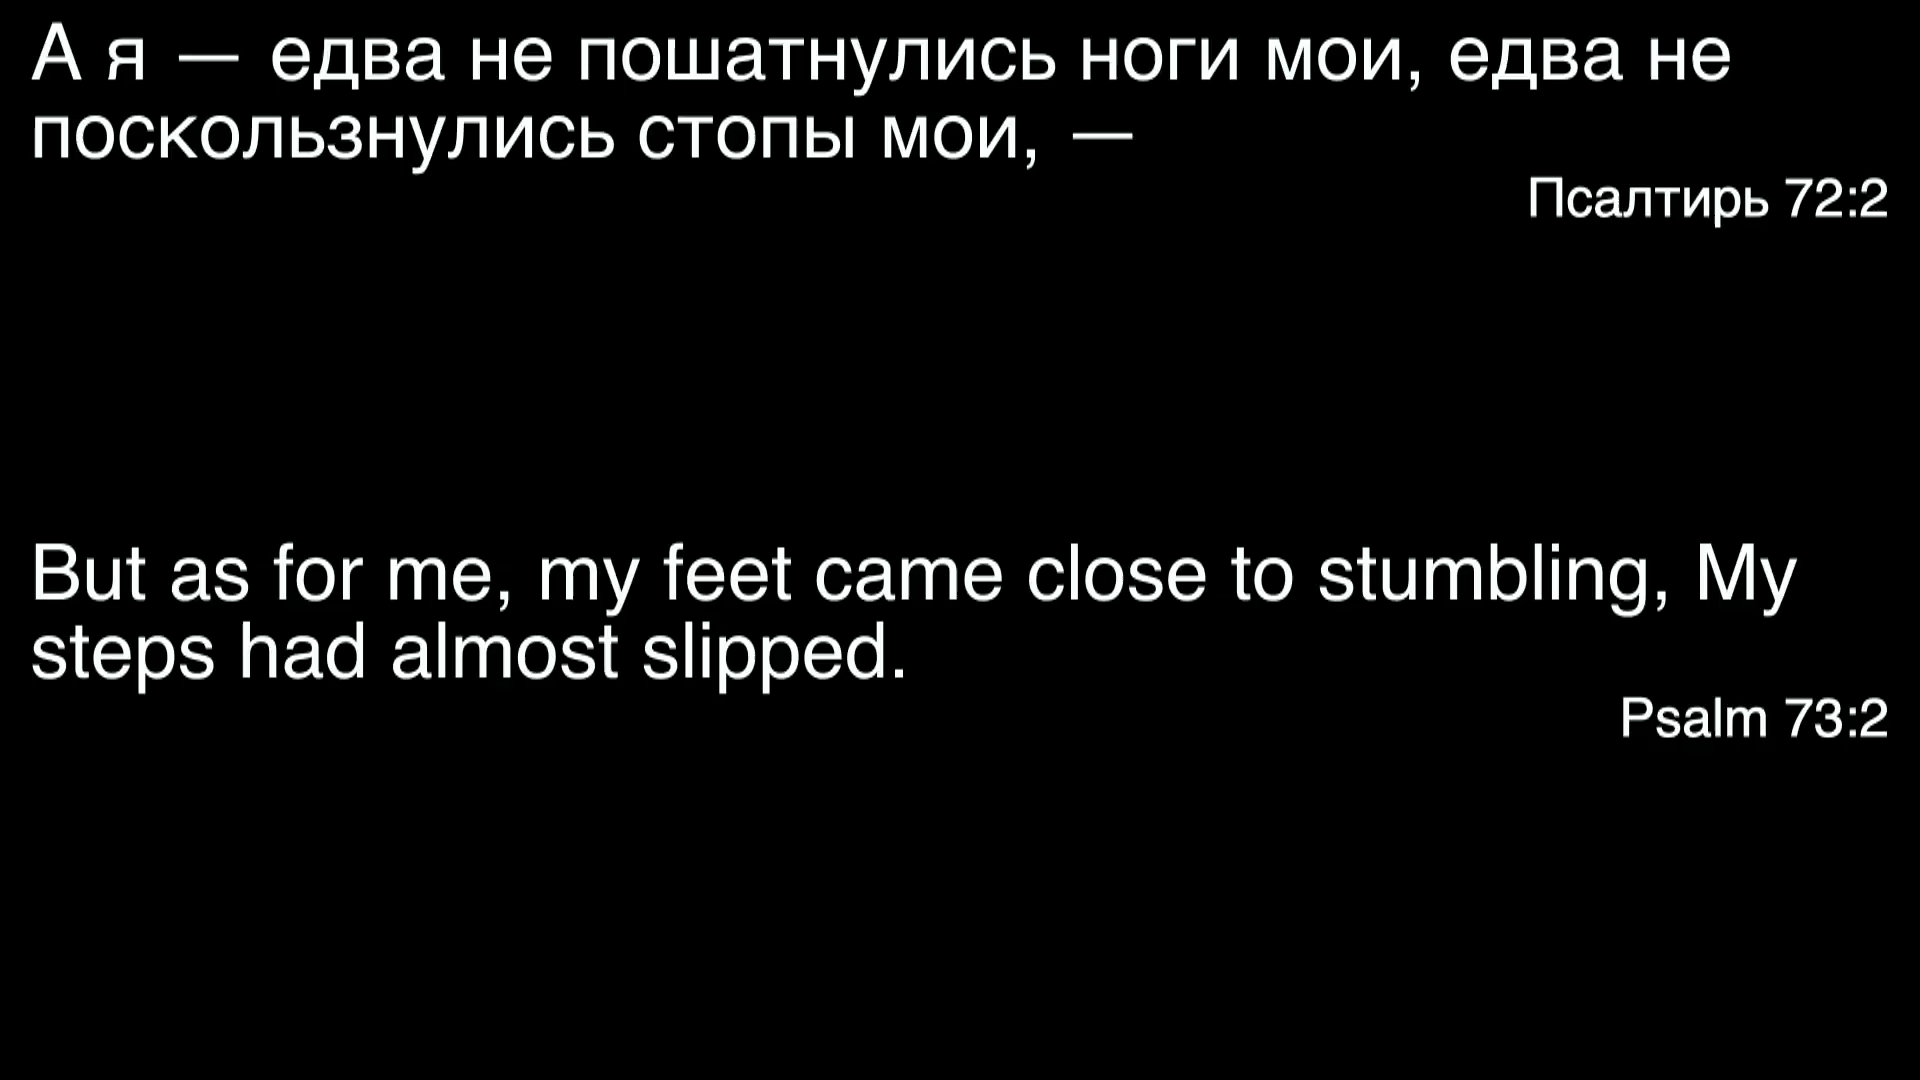 А я — едва не пошатнулись ноги мои, едва не
поскользнулись стопы мои, —
Псалтирь 72:2
But as for me, my feet came close to stumbling, My
steps had almost slipped.
Psalm 73:2